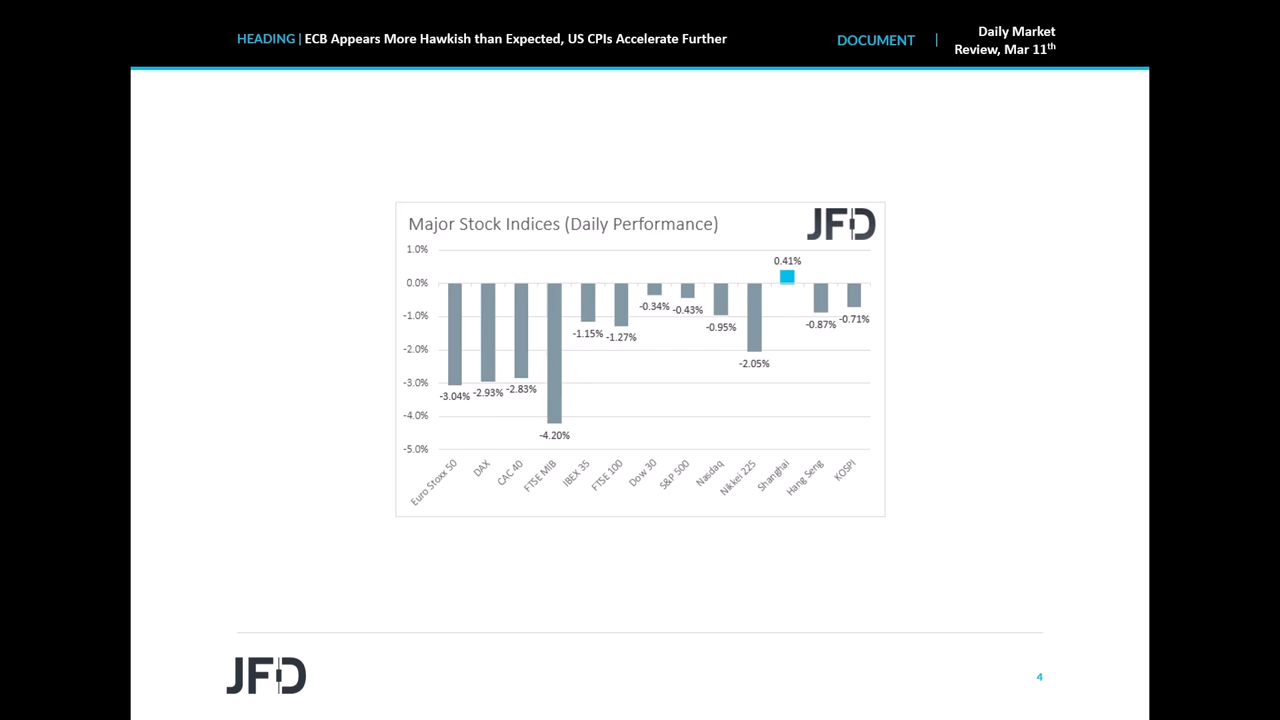 HEADING | ECB Appears More Hawkish than Expected, US CPIs Accelerate Further
DOCUMENT |
Daily Market
Review, Mar 11th
Major Stock Indices (Daily Performance)
JFD
1.0%
0.0%
-1.0%
-2.0%
-3.0%
-4.0%
-5.0%
-3.04%
-2.93%
-2.83%
-4.20%
-1.15%
-1.27%
-0.34%
-0.43%
-0.95%
-2.05%
0.41%
-0.87%
-0.71%
Euro Stoxx 50
DAX
CAC 40
FTSE MIB
IBEX 35
FTSE 100
Dow 30
S&P 500
Nasdaq
Nikkei 225
Shanghai
Hang Seng
KOSPI
JFD
4